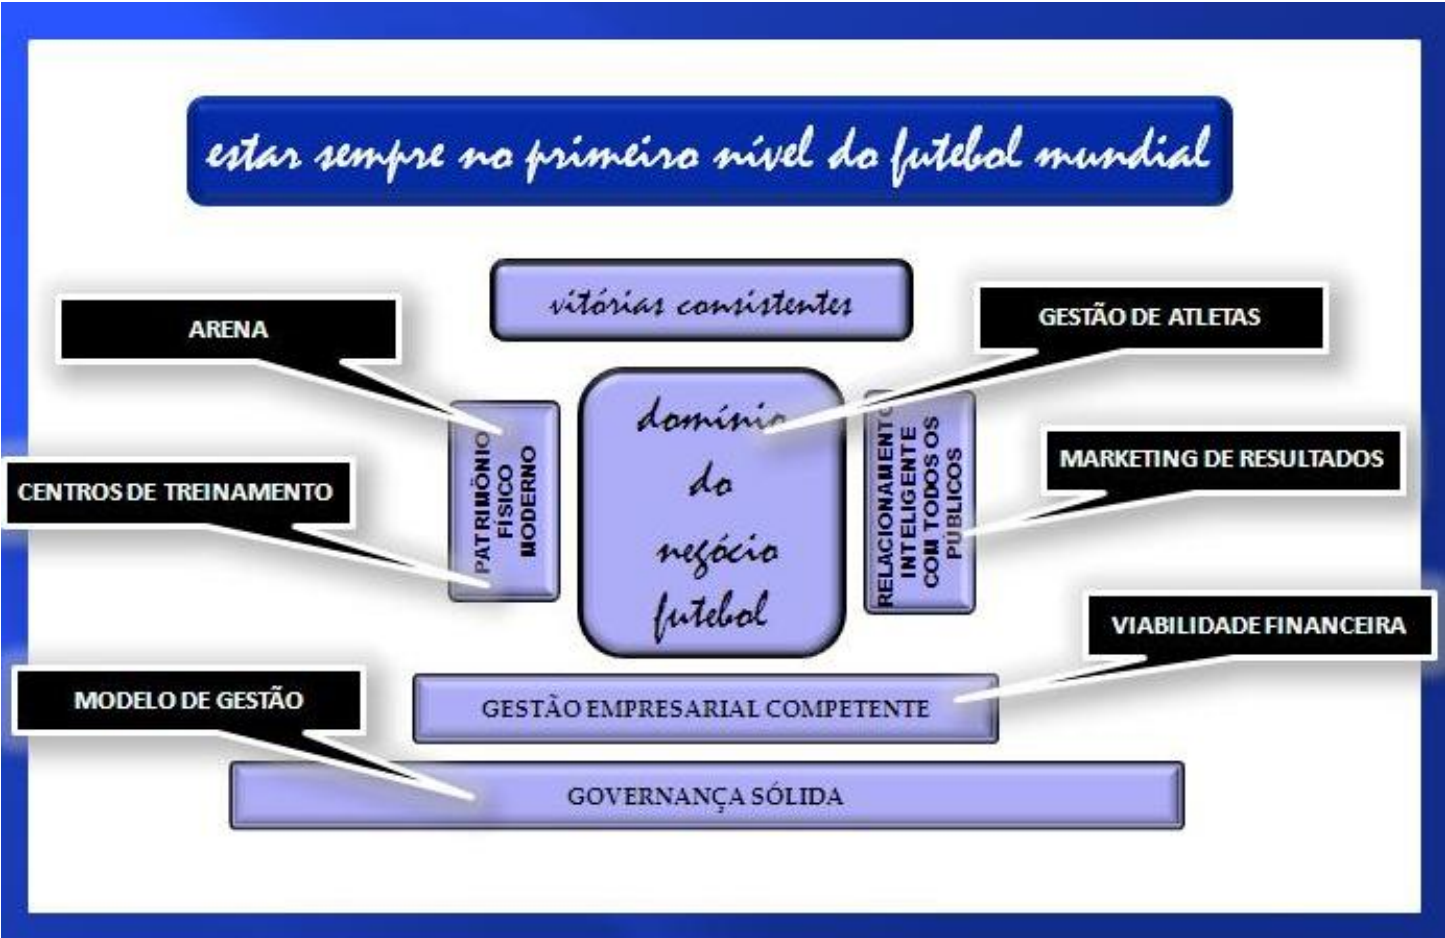 estar sempre no primeiro nível do futebol mundial
vitórias consistentes
ARENA
GESTÃO DE ATLETAS
CENTROS DE TREINAMENTO
PATRIMÔNIO
FÍSICO
MODERNO
domínio
do
negócio
futebol
RELACIONAMENTO
INTELIGENTE
COM TODOS OS
PÚBLICOS
MARKETING DE RESULTADOS
VIABILIDADE FINANCEIRA
MODELO DE GESTÃO
GESTÃO EMPRESARIAL COMPETENTE
GOVERNANÇA SÓLIDA